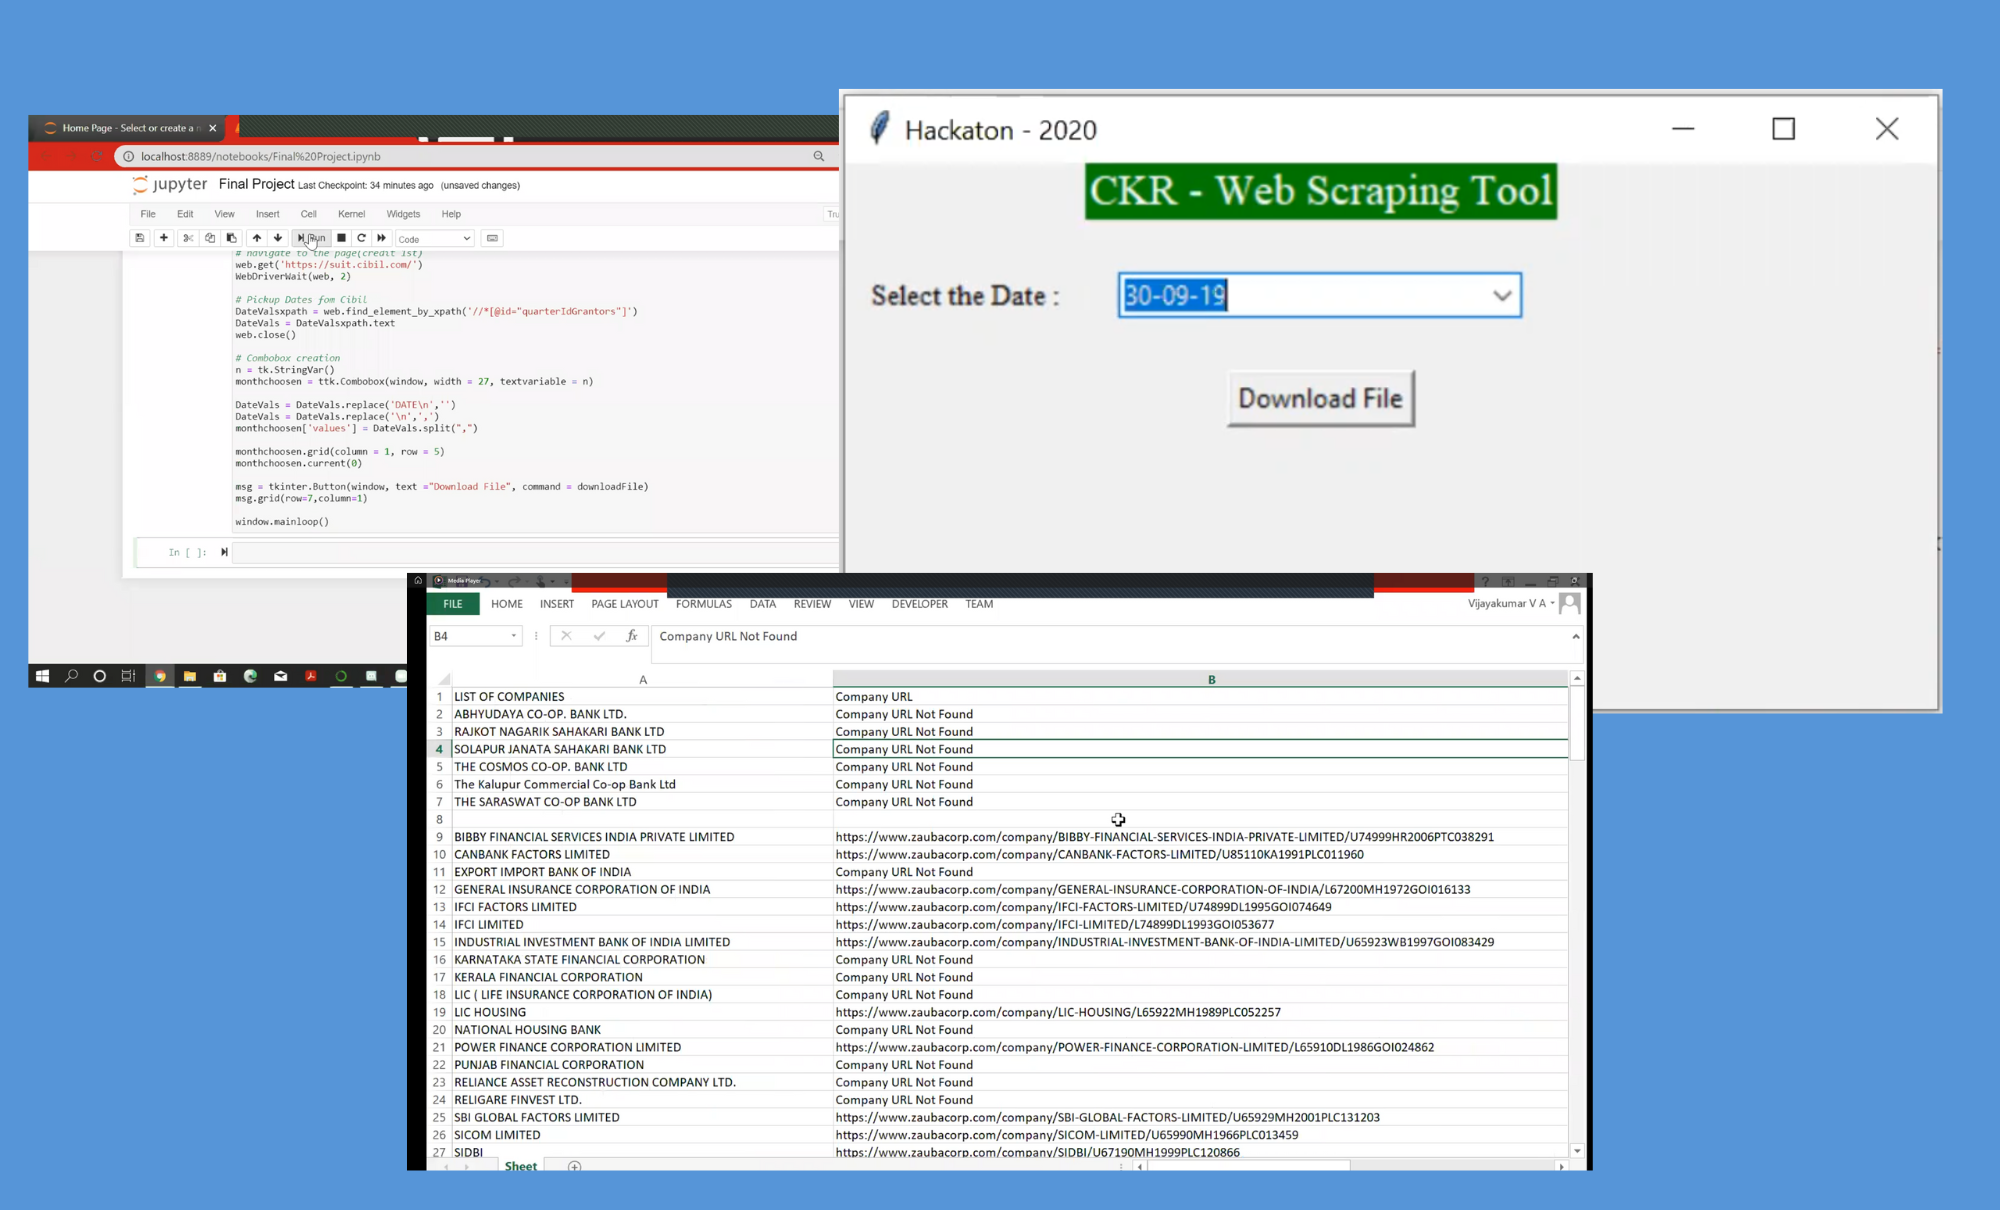 Home Page - Select or create a n
localhost:8889/notebooks/Final%20Project.ipynb
jupyter Final Project Last Checkpoint: 34 minutes ago (unsaved changes)
File Edit View Insert Cell Kernel Widgets Help Tru
Run Code
# navigate to the page(credit 1st)
web.get('https://suit.cibil.com/')
WebDriverWait(web, 2)
# Pickup Dates fom Cibil
DateValsxpath = web.find_element_by_xpath('//*[@id="quarterIdGrantors"]')
DateVals = DateValsxpath.text
web.close()
# Combobox creation
n = tk.StringVar()
monthchoosen = ttk.Combobox(window, width = 27, textvariable = n)
DateVals = DateVals.replace('DATE\n','')
DateVals = DateVals.replace('\n',',')
monthchoosen['values'] = DateVals.split(",")
monthchoosen.grid(column = 1, row = 5)
monthchoosen.current(0)
msg = tkinter.Button(window, text ="Download File", command = downloadFile)
msg.grid(row=7,column=1)
window.mainloop()
In [ ]:
Hackaton - 2020
CKR - Web Scraping Tool
Select the Date : 30-09-19
Download File
Media Player
FILE HOME INSERT PAGE LAYOUT FORMULAS DATA REVIEW VIEW DEVELOPER TEAM Vijayakumar V A
B4 fx Company URL Not Found
A B
1 LIST OF COMPANIES Company URL
2 ABHYUDAYA CO-OP. BANK LTD. Company URL Not Found
3 RAJKOT NAGARIK SAHAKARI BANK LTD Company URL Not Found
4 SOLAPUR JANATA SAHAKARI BANK LTD Company URL Not Found
5 THE COSMOS CO-OP. BANK LTD Company URL Not Found
6 The Kalupur Commercial Co-op Bank Ltd Company URL Not Found
7 THE SARASWAT CO-OP BANK LTD Company URL Not Found
8
9 BIBBY FINANCIAL SERVICES INDIA PRIVATE LIMITED https://www.zaubacorp.com/company/BIBBY-FINANCIAL-SERVICES-INDIA-PRIVATE-LIMITED/U74999HR2006PTC038291
10 CANBANK FACTORS LIMITED https://www.zaubacorp.com/company/CANBANK-FACTORS-LIMITED/U85110KA1991PLC011960
11 EXPORT IMPORT BANK OF INDIA Company URL Not Found
12 GENERAL INSURANCE CORPORATION OF INDIA https://www.zaubacorp.com/company/GENERAL-INSURANCE-CORPORATION-OF-INDIA/L67200MH1972GOI016133
13 IFCI FACTORS LIMITED https://www.zaubacorp.com/company/IFCI-FACTORS-LIMITED/U74899DL1995GOI074649
14 IFCI LIMITED https://www.zaubacorp.com/company/IFCI-LIMITED/L74899DL1993GOI053677
15 INDUSTRIAL INVESTMENT BANK OF INDIA LIMITED https://www.zaubacorp.com/company/INDUSTRIAL-INVESTMENT-BANK-OF-INDIA-LIMITED/U65923WB1997GOI083429
16 KARNATAKA STATE FINANCIAL CORPORATION Company URL Not Found
17 KERALA FINANCIAL CORPORATION Company URL Not Found
18 LIC ( LIFE INSURANCE CORPORATION OF INDIA) Company URL Not Found
19 LIC HOUSING https://www.zaubacorp.com/company/LIC-HOUSING/L65922MH1989PLC052257
20 NATIONAL HOUSING BANK Company URL Not Found
21 POWER FINANCE CORPORATION LIMITED https://www.zaubacorp.com/company/POWER-FINANCE-CORPORATION-LIMITED/L65910DL1986GOI024862
22 PUNJAB FINANCIAL CORPORATION Company URL Not Found
23 RELIANCE ASSET RECONSTRUCTION COMPANY LTD. Company URL Not Found
24 RELIGARE FINVEST LTD. Company URL Not Found
25 SBI GLOBAL FACTORS LIMITED https://www.zaubacorp.com/company/SBI-GLOBAL-FACTORS-LIMITED/U65929MH2001PLC131203
26 SICOM LIMITED https://www.zaubacorp.com/company/SICOM-LIMITED/U65990MH1966PLC013459
27 SIDBI https://www.zaubacorp.com/company/SIDBI/U67190MH1999PLC120866
Sheet